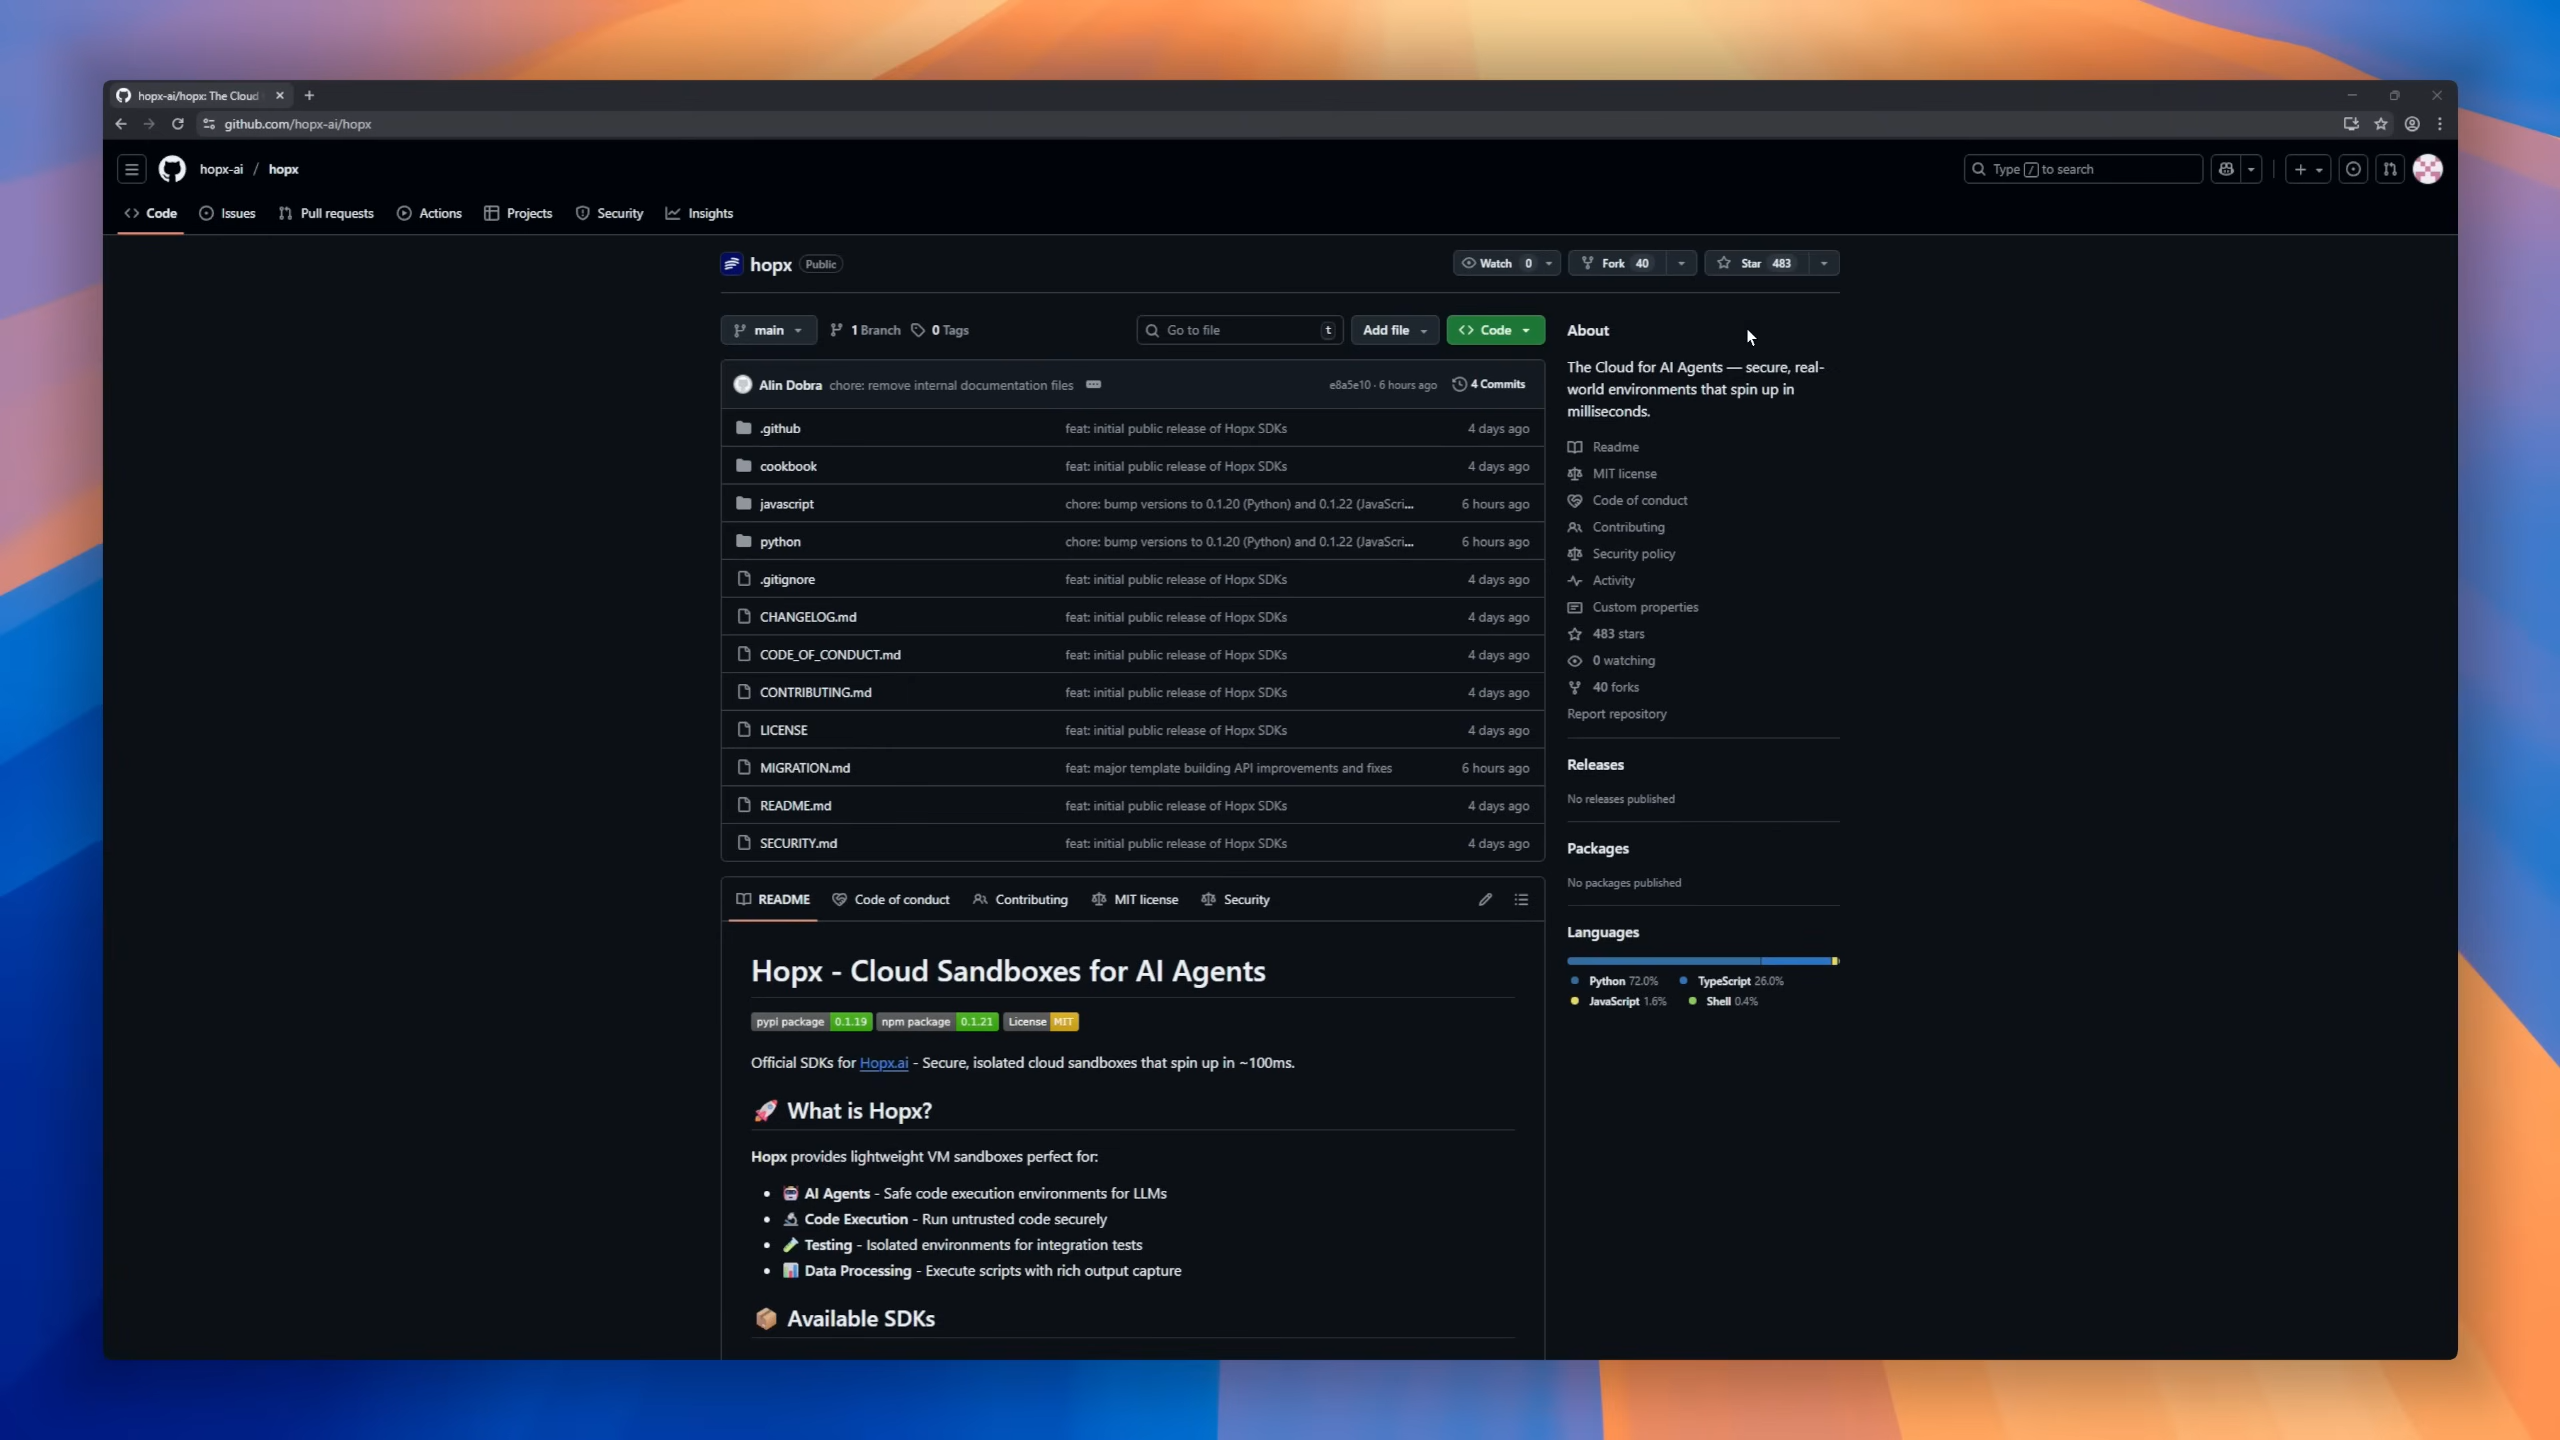 hopx-ai/hopx: The Cloud
github.com/hopx-ai/hopx
hopx-ai / hopx
Type / to search
Code Issues Pull requests Actions Projects Security Insights
hopx Public
Watch 0 Fork 40 Star 483
main 1 Branch 0 Tags Go to file t Add file Code
Alin Dobra chore: remove internal documentation files e8a5e10 · 6 hours ago 4 Commits
.github feat: initial public release of Hopx SDKs 4 days ago
cookbook feat: initial public release of Hopx SDKs 4 days ago
javascript chore: bump versions to 0.1.20 (Python) and 0.1.22 (JavaScri... 6 hours ago
python chore: bump versions to 0.1.20 (Python) and 0.1.22 (JavaScri... 6 hours ago
.gitignore feat: initial public release of Hopx SDKs 4 days ago
CHANGELOG.md feat: initial public release of Hopx SDKs 4 days ago
CODE_OF_CONDUCT.md feat: initial public release of Hopx SDKs 4 days ago
CONTRIBUTING.md feat: initial public release of Hopx SDKs 4 days ago
LICENSE feat: initial public release of Hopx SDKs 4 days ago
MIGRATION.md feat: major template building API improvements and fixes 6 hours ago
README.md feat: initial public release of Hopx SDKs 4 days ago
SECURITY.md feat: initial public release of Hopx SDKs 4 days ago
README Code of conduct Contributing MIT license Security
Hopx - Cloud Sandboxes for AI Agents
pypi package 0.1.19 npm package 0.1.21 License MIT
Official SDKs for Hopx.ai - Secure, isolated cloud sandboxes that spin up in ~100ms.
🚀 What is Hopx?
Hopx provides lightweight VM sandboxes perfect for:
• 🤖 AI Agents - Safe code execution environments for LLMs
• 🔬 Code Execution - Run untrusted code securely
• 🧪 Testing - Isolated environments for integration tests
• 📊 Data Processing - Execute scripts with rich output capture
📦 Available SDKs
About
The Cloud for AI Agents — secure, real-
world environments that spin up in
milliseconds.
Readme
MIT license
Code of conduct
Contributing
Security policy
Activity
Custom properties
483 stars
0 watching
40 forks
Report repository
Releases
No releases published
Packages
No packages published
Languages
Python 72.0% TypeScript 26.0%
JavaScript 1.6% Shell 0.4%